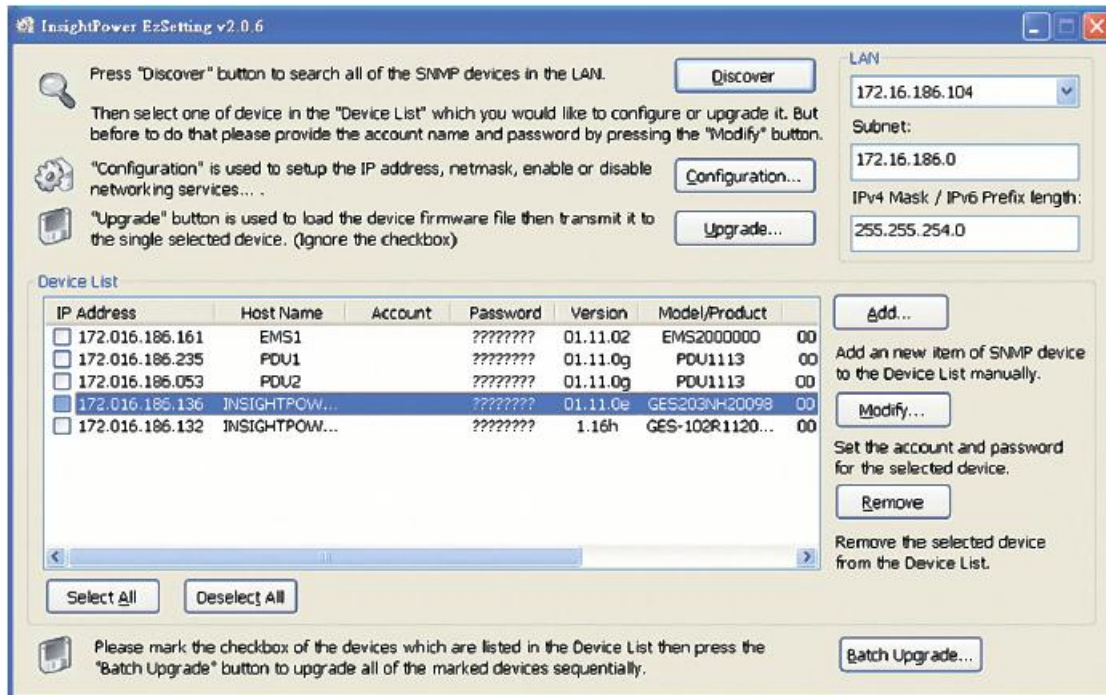 InsightPower EzSetting v2.0.6
Press "Discover" button to search all of the SNMP devices in the LAN.
Discover
Then select one of device in the "Device List" which you would like to configure or upgrade it. But
before to do that please provide the account name and password by pressing the "Modify" button.
"Configuration" is used to setup the IP address, netmask, enable or disable
networking services... .
Configuration...
"Upgrade" button is used to load the device firmware file then transmit it to
the single selected device. (Ignore the checkbox)
Upgrade...
LAN
172.16.186.104
Subnet:
172.16.186.0
IPv4 Mask / IPv6 Prefix length:
255.255.254.0
Device List
IP Address Host Name Account Password Version Model/Product
172.016.186.161 EMS1 ???????? 01.11.02 EMS2000000 00
172.016.186.235 PDU1 ???????? 01.11.0g PDU1113 00
172.016.186.053 PDU2 ???????? 01.11.0g PDU1113 00
172.016.186.136 INSIGHTPOW... ???????? 01.11.0e GES203NH20098 00
172.016.186.132 INSIGHTPOW... ???????? 1.16h GES-102R1120... 00
Add...
Add an new item of SNMP device
to the Device List manually.
Modify...
Set the account and password
for the selected device.
Remove
Remove the selected device
from the Device List.
Select All Deselect All
Please mark the checkbox of the devices which are listed in the Device List then press the
"Batch Upgrade" button to upgrade all of the marked devices sequentially.
Batch Upgrade...